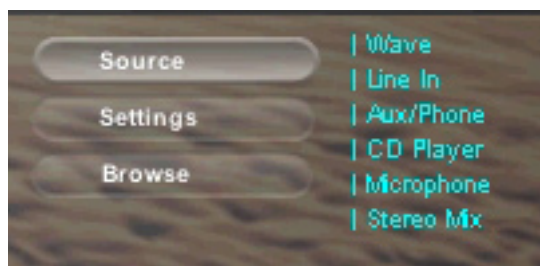 Source
Settings
Browse
| Wave
| Line In
| Aux/Phone
| CD Player
| Microphone
| Stereo Mix